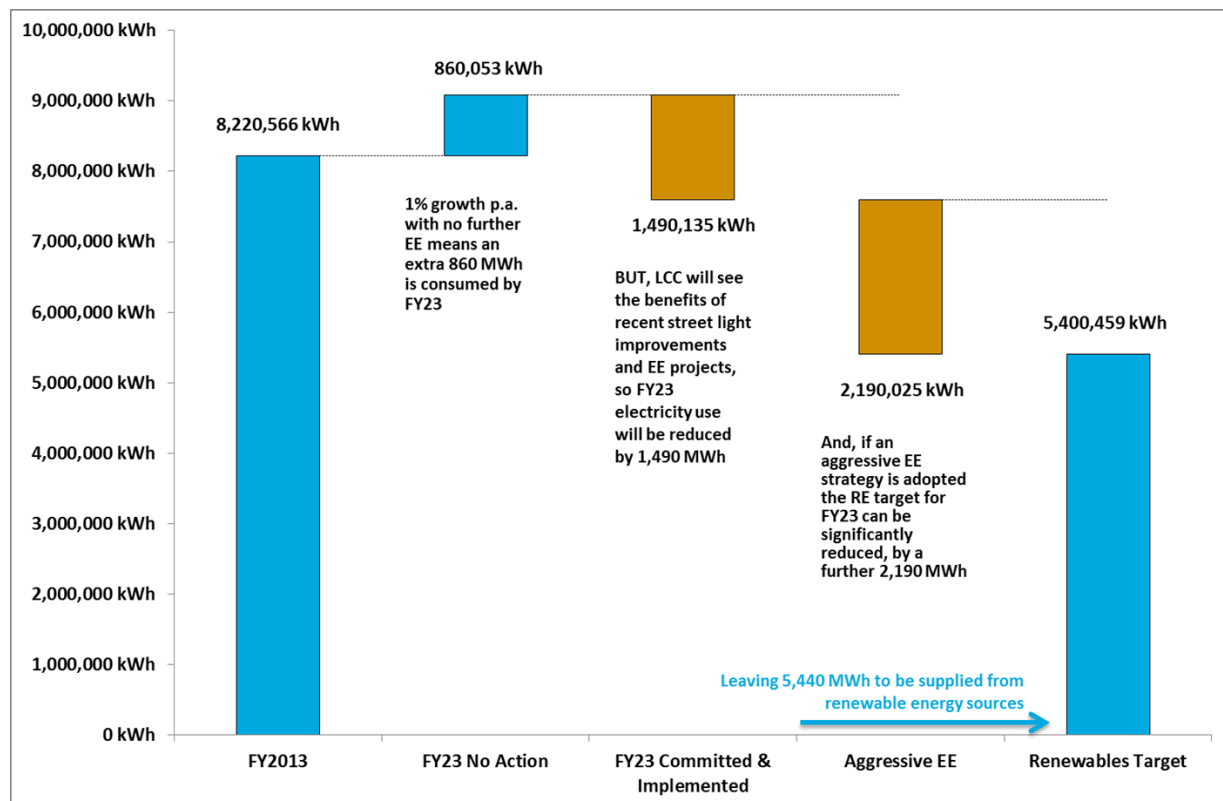 10,000,000 kWh
9,000,000 kWh
8,000,000 kWh
7,000,000 kWh
6,000,000 kWh
5,000,000 kWh
4,000,000 kWh
3,000,000 kWh
2,000,000 kWh
1,000,000 kWh
0 kWh
8,220,566 kWh
860,053 kWh
1% growth p.a.
with no further
EE means an
extra 860 MWh
is consumed by
FY23
1,490,135 kWh
BUT, LCC will see
the benefits of
recent street light
improvements
and EE projects,
so FY23
electricity use
will be reduced
by 1,490 MWh
2,190,025 kWh
And, if an
aggressive EE
strategy is adopted
the RE target for
FY23 can be
significantly
reduced, by a
further 2,190 MWh
5,400,459 kWh
Leaving 5,440 MWh to be supplied from
renewable energy sources
FY2013
FY23 No Action
FY23 Committed &
Implemented
Aggressive EE
Renewables Target